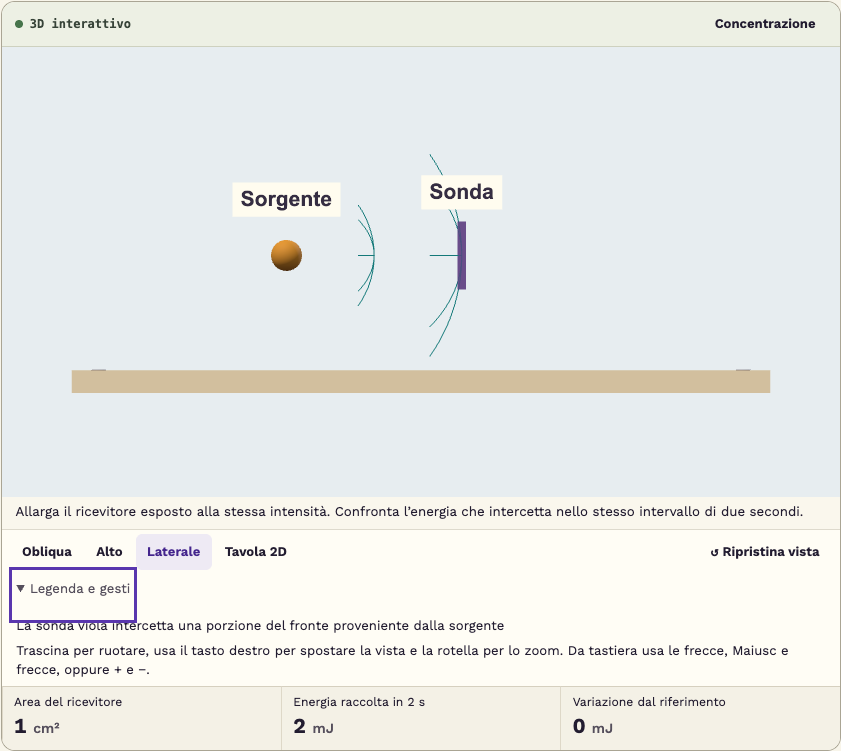 3D interattivo
Concentrazione
Sorgente
Sonda
Allarga il ricevitore esposto alla stessa intensità. Confronta l'energia che intercetta nello stesso intervallo di due secondi.
Obliqua Alto Laterale Tavola 2D ↺ Ripristina vista
▼ Legenda e gesti
La sonda viola intercetta una porzione del fronte proveniente dalla sorgente
Trascina per ruotare, usa il tasto destro per spostare la vista e la rotella per lo zoom. Da tastiera usa le frecce, Maiusc e
frecce, oppure + e −.
Area del ricevitore
1 cm²
Energia raccolta in 2 s
2 mJ
Variazione dal riferimento
0 mJ